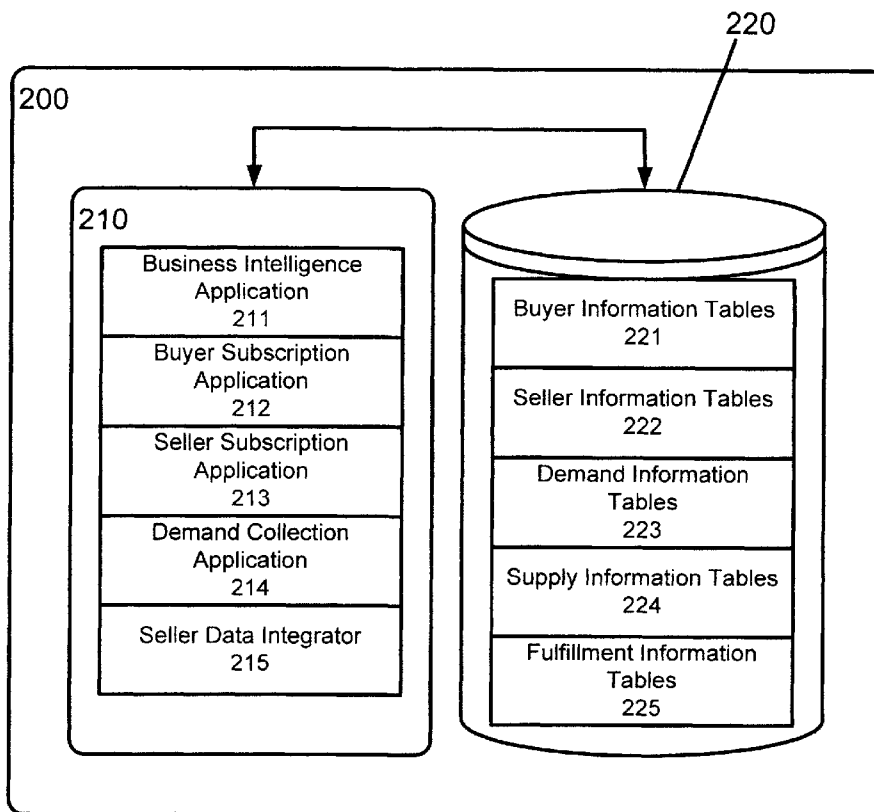 220
200
210
Business Intelligence
Application
211
Buyer Subscription
Application
212
Seller Subscription
Application
213
Demand Collection
Application
214
Seller Data Integrator
215
Buyer Information Tables
221
Seller Information Tables
222
Demand Information
Tables
223
Supply Information Tables
224
Fulfillment Information
Tables
225